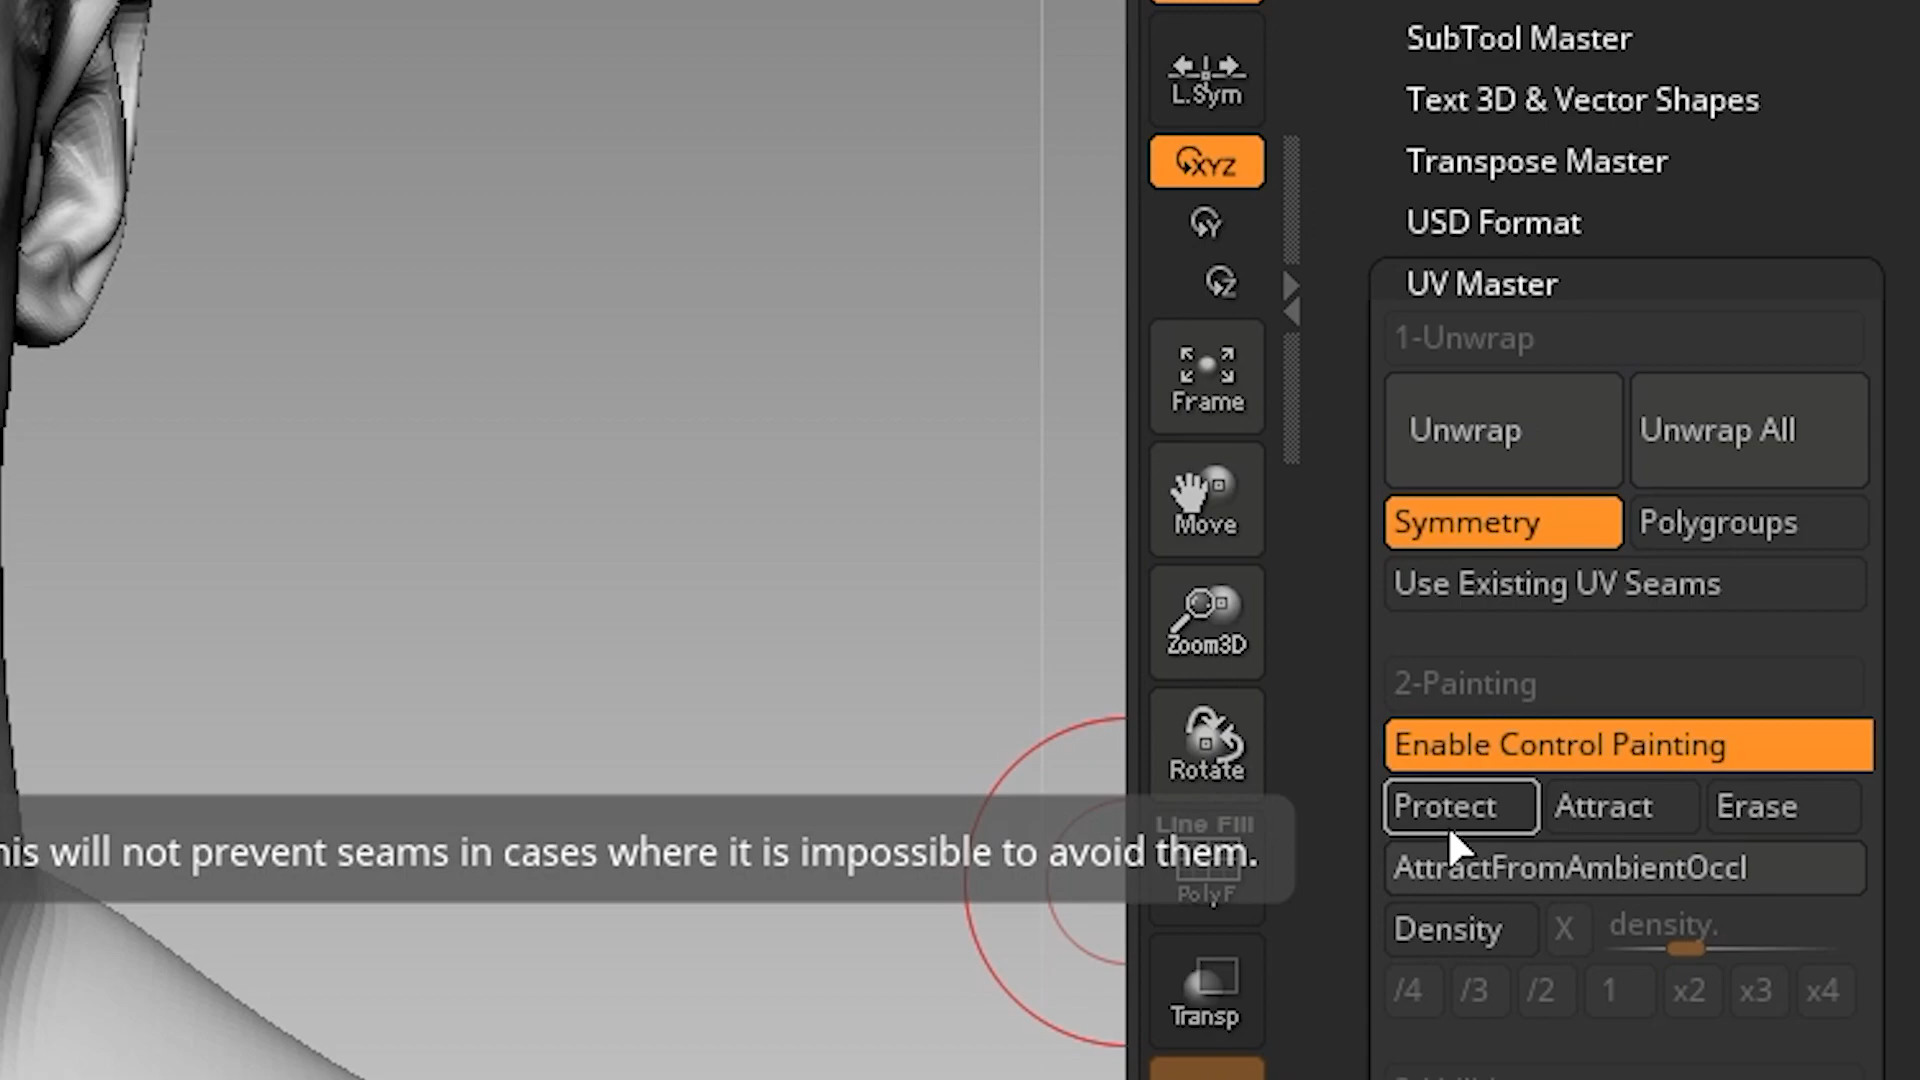 L.Sym
XYZ
Y
Z
Frame
Move
Zoom3D
Rotate
Line Fill
PolyF
Transp
will not prevent seams in cases where it is impossible to avoid them.
SubTool Master
Text 3D & Vector Shapes
Transpose Master
USD Format
UV Master
1-Unwrap
Unwrap Unwrap All
Symmetry Polygroups
Use Existing UV Seams
2-Painting
Enable Control Painting
Protect Attract Erase
AttractFromAmbientOccl
Density X density.
/4 /3 /2 1 x2 x3 x4